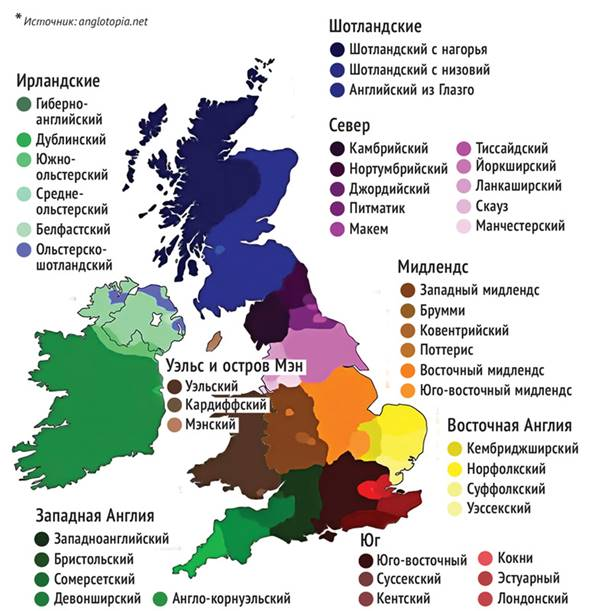 * Источник: anglotopia.net
Шотландские
Шотландский с нагорья
Шотландский с низовий
Английский из Глазго
Ирландские
Гиберно-
английский
Дублинский
Южно-
ольстерский
Средне-
ольстерский
Белфастский
Ольстерско-
шотландский
Север
Камбрийский
Нортумбрийский
Джордийский
Питматик
Макем
Тиссайдский
Йоркширский
Ланкаширский
Скауз
Манчестерский
Мидлендс
Западный мидлендс
Брумми
Ковентрийский
Поттерис
Восточный мидлендс
Юго-восточный мидлендс
Уэльс и остров Мэн
Уэльский
Кардиффский
Мэнский
Восточная Англия
Кембриджширский
Норфолкский
Суффолкский
Уэссекский
Западная Англия
Западноанглийский
Бристольский
Сомерсетский
Девонширский
Англо-корнуэльский
Юг
Юго-восточный
Суссекский
Кентский
Кокни
Эстуарный
Лондонский